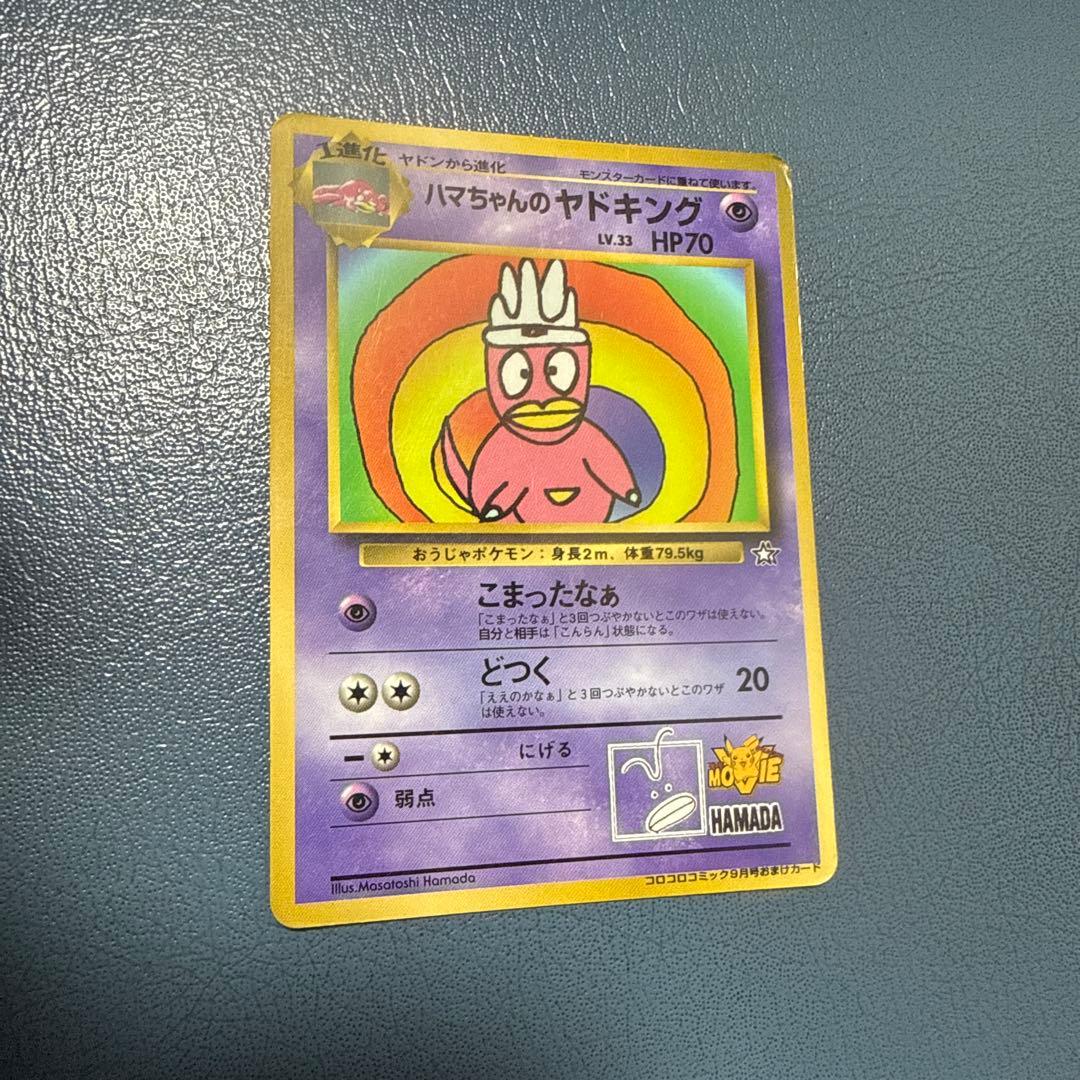 1進化 ヤドンから進化
モンスターカードに重ねて使います。
ハマちゃんのヤドキング
LV.33 HP70
おうじゃポケモン：身長2m、体重79.5kg
こまったなぁ
「こまったなぁ」と3回つぶやかないとこのワザは使えない。
自分と相手は「こんらん」状態になる。
どつく 20
「ええのかなぁ」と3回つぶやかないとこのワザ
は使えない。
− にげる
弱点
MOVIE
HAMADA
Illus.Masatoshi Hamada
コロコロコミック9月号おまけカード